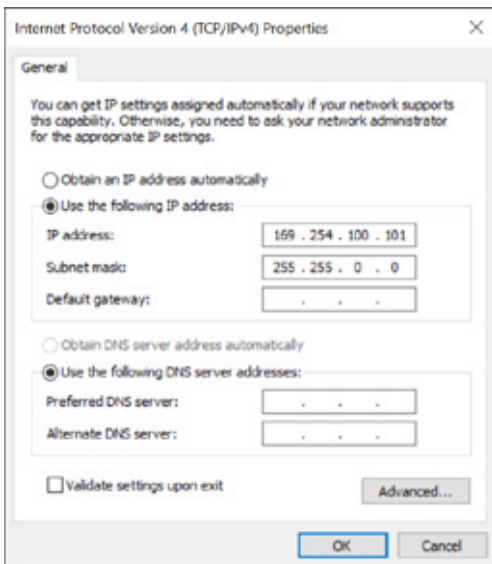 Internet Protocol Version 4 (TCP/IPv4) Properties
General
You can get IP settings assigned automatically if your network supports
this capability. Otherwise, you need to ask your network administrator
for the appropriate IP settings.
Obtain an IP address automatically
Use the following IP address:
IP address: 169 . 254 . 100 . 101
Subnet mask: 255 . 255 . 0 . 0
Default gateway: . . .
Obtain DNS server address automatically
Use the following DNS server addresses:
Preferred DNS server: . . .
Alternate DNS server: . . .
Validate settings upon exit
Advanced...
OK Cancel